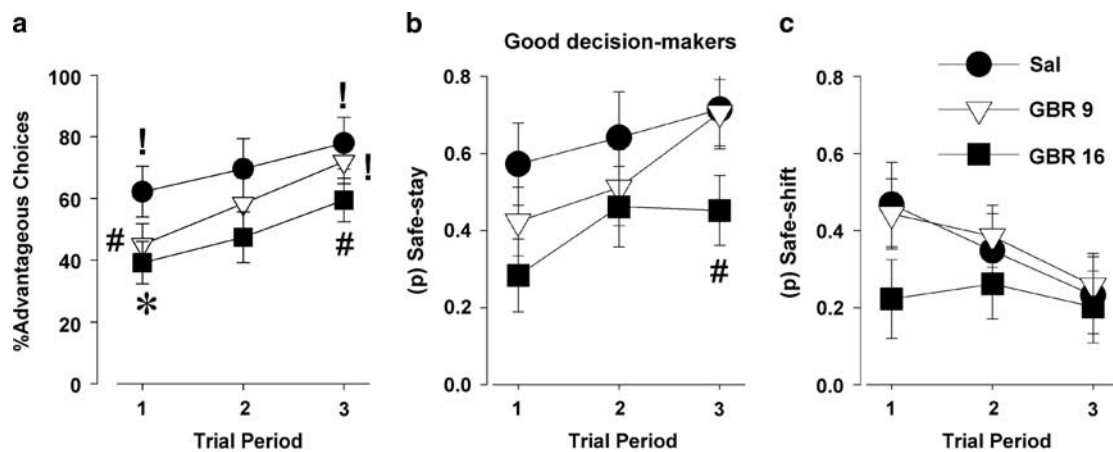 a
%Advantageous Choices
100
80
60
40
20
0
!
!
!
#
#
*
1 2 3
Trial Period
b
Good decision-makers
(p) Safe-stay
0.8
0.6
0.4
0.2
0.0
#
1 2 3
Trial Period
c
(p) Safe-shift
0.8
0.6
0.4
0.2
0.0
Sal
GBR 9
GBR 16
1 2 3
Trial Period